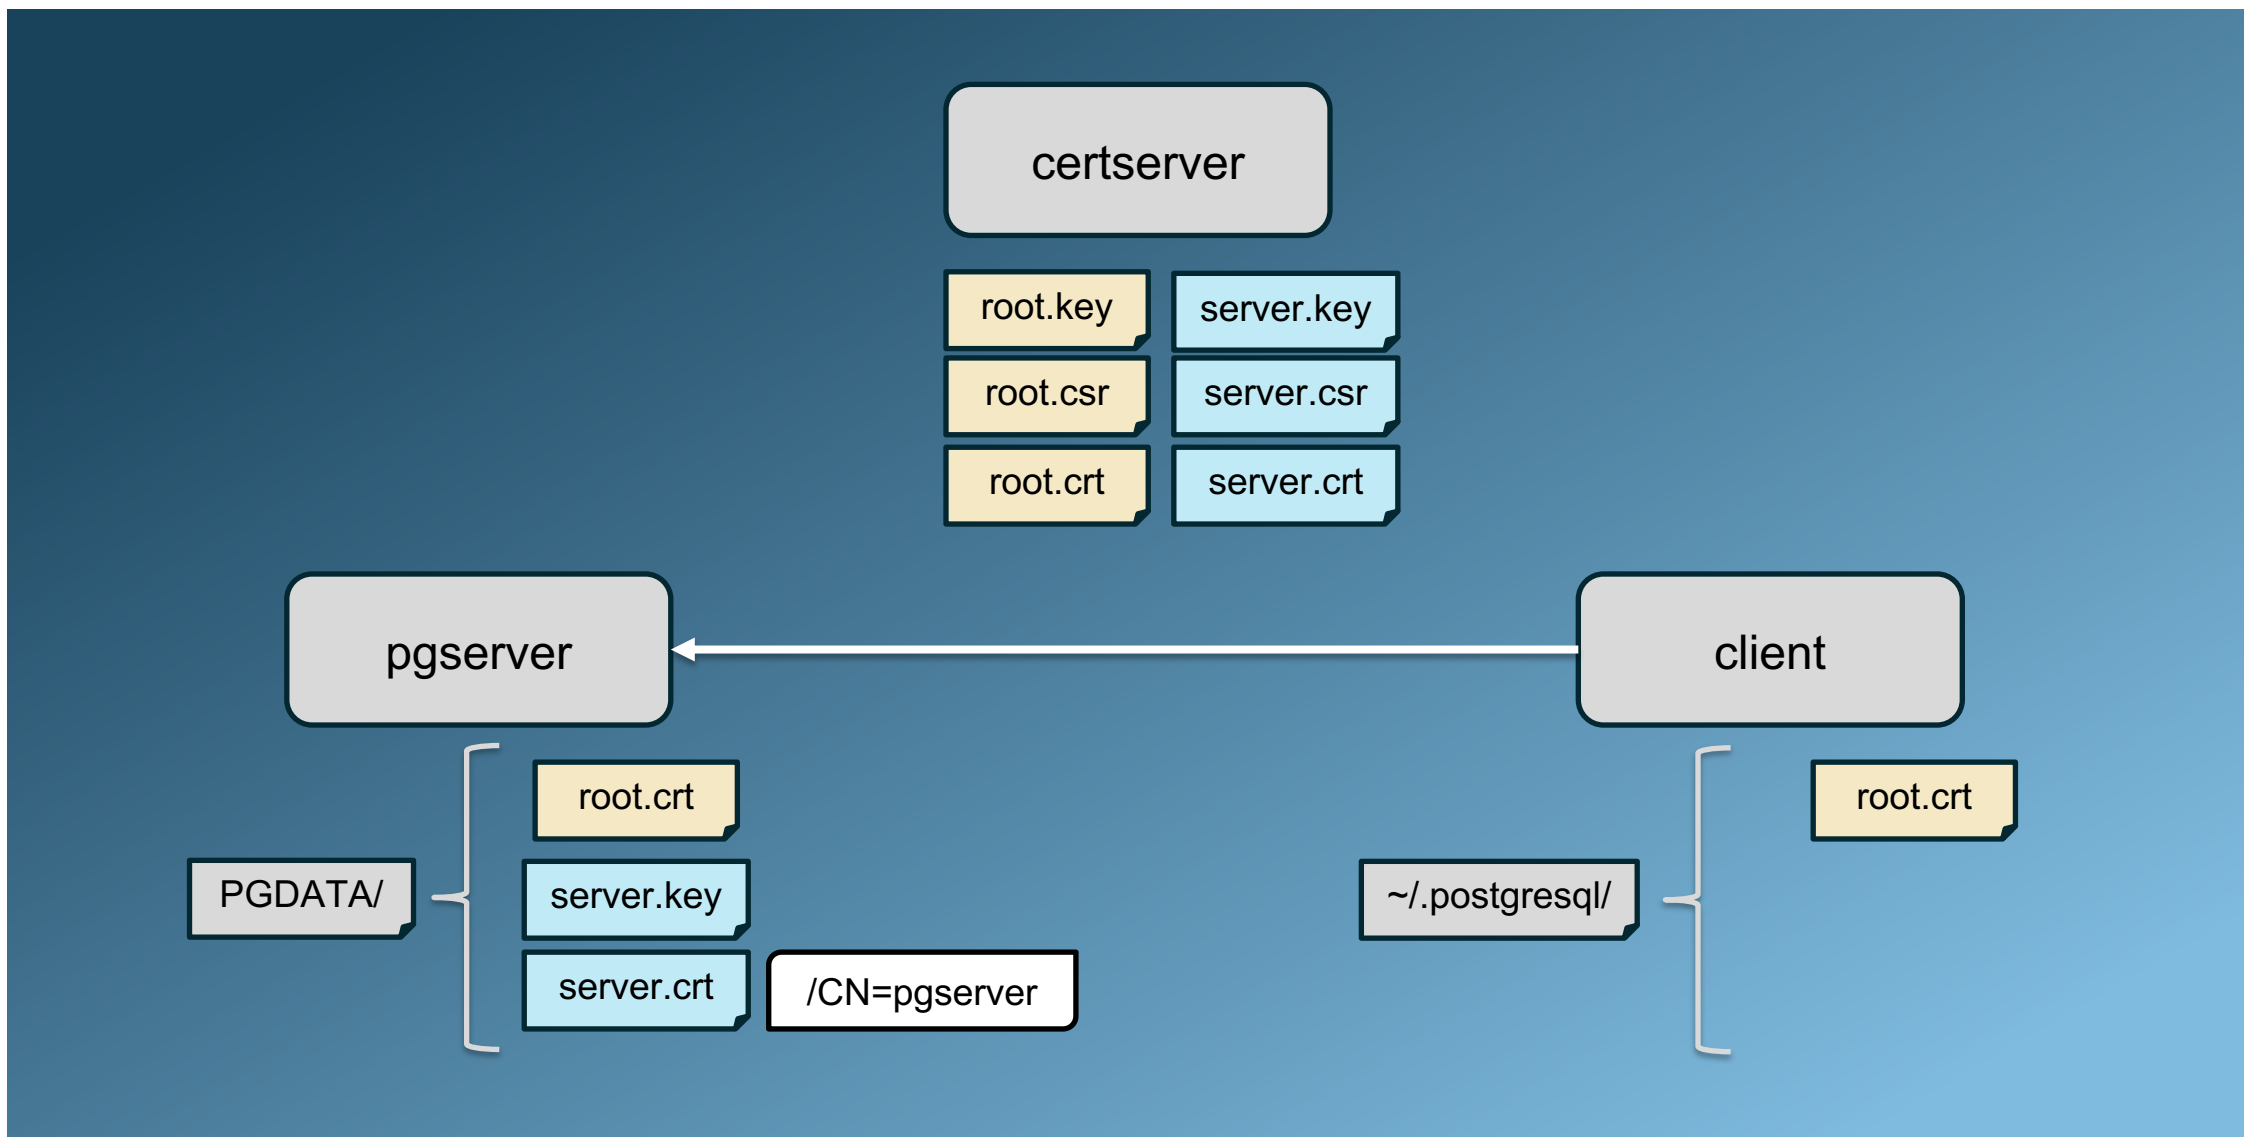 certserver
root.key
server.key
root.csr
server.csr
root.crt
server.crt
pgserver
client
root.crt
root.crt
PGDATA/
server.key
~/.postgresql/
server.crt
/CN=pgserver